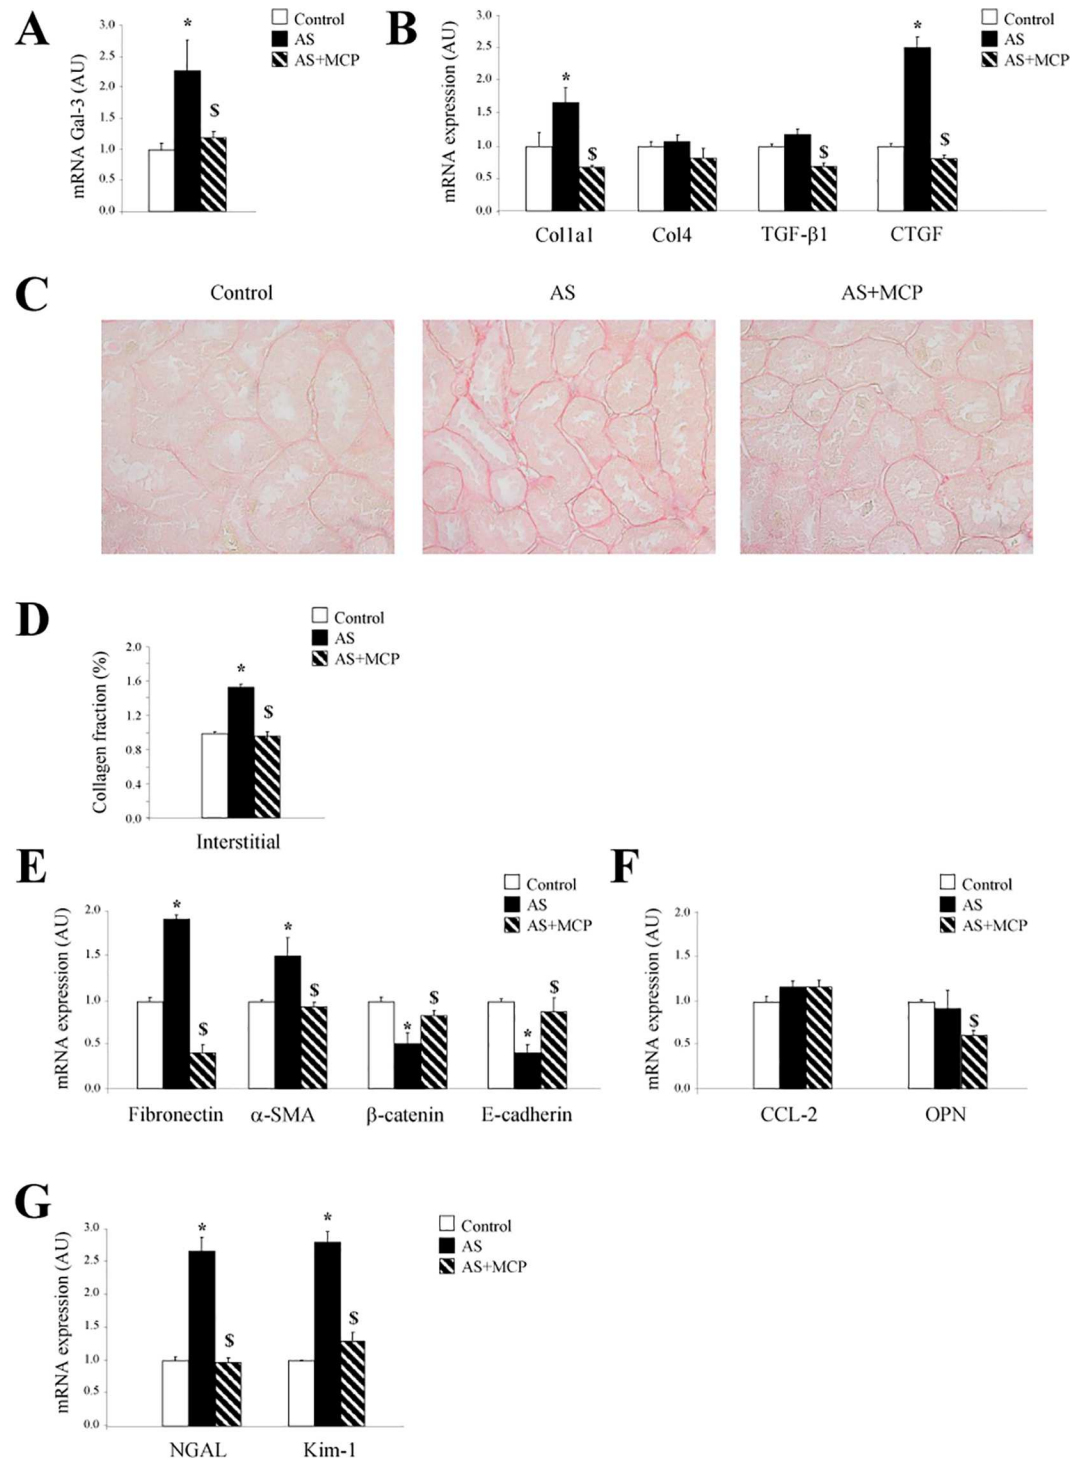 A
mRNA Gal-3 (AU)
3.0
2.5
2.0
1.5
1.0
0.5
0.0
*
$
Control
AS
AS+MCP
B
mRNA expression (AU)
3.0
2.5
2.0
1.5
1.0
0.5
0.0
*
$
$
*
$
Control
AS
AS+MCP
Col1a1 Col4 TGF-β1 CTGF
C
Control AS AS+MCP
D
Collagen fraction (%)
2.0
1.6
1.2
0.8
0.4
0.0
*
$
Control
AS
AS+MCP
Interstitial
E
mRNA expression (AU)
2.0
1.5
1.0
0.5
0.0
*
$
*
$
*
$
*
$
Control
AS
AS+MCP
Fibronectin α-SMA β-catenin E-cadherin
F
mRNA expression (AU)
2.0
1.5
1.0
0.5
0.0
$
Control
AS
AS+MCP
CCL-2 OPN
G
mRNA expression (AU)
3.0
2.5
2.0
1.5
1.0
0.5
0.0
*
$
*
$
Control
AS
AS+MCP
NGAL Kim-1